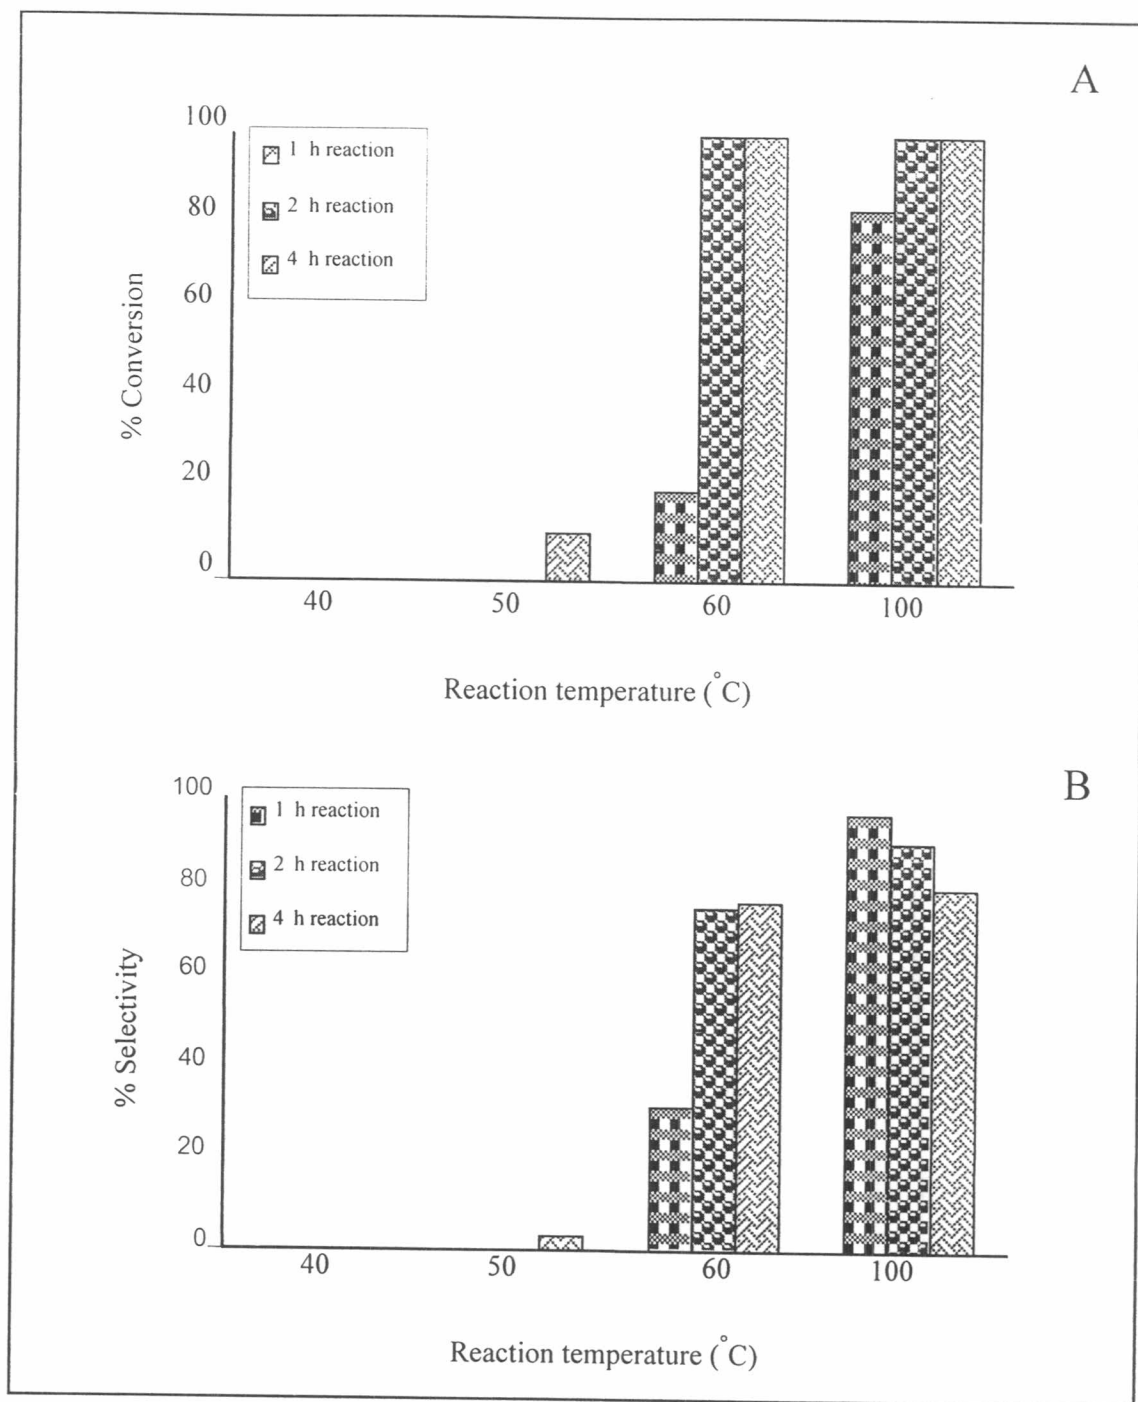 A
100
80
60
40
20
0
% Conversion
1 h reaction
2 h reaction
4 h reaction
40 50 60 100
Reaction temperature (°C)
B
100
80
60
40
20
0
% Selectivity
1 h reaction
2 h reaction
4 h reaction
40 50 60 100
Reaction temperature (°C)